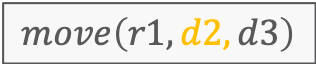 move(r1, d2, d3)